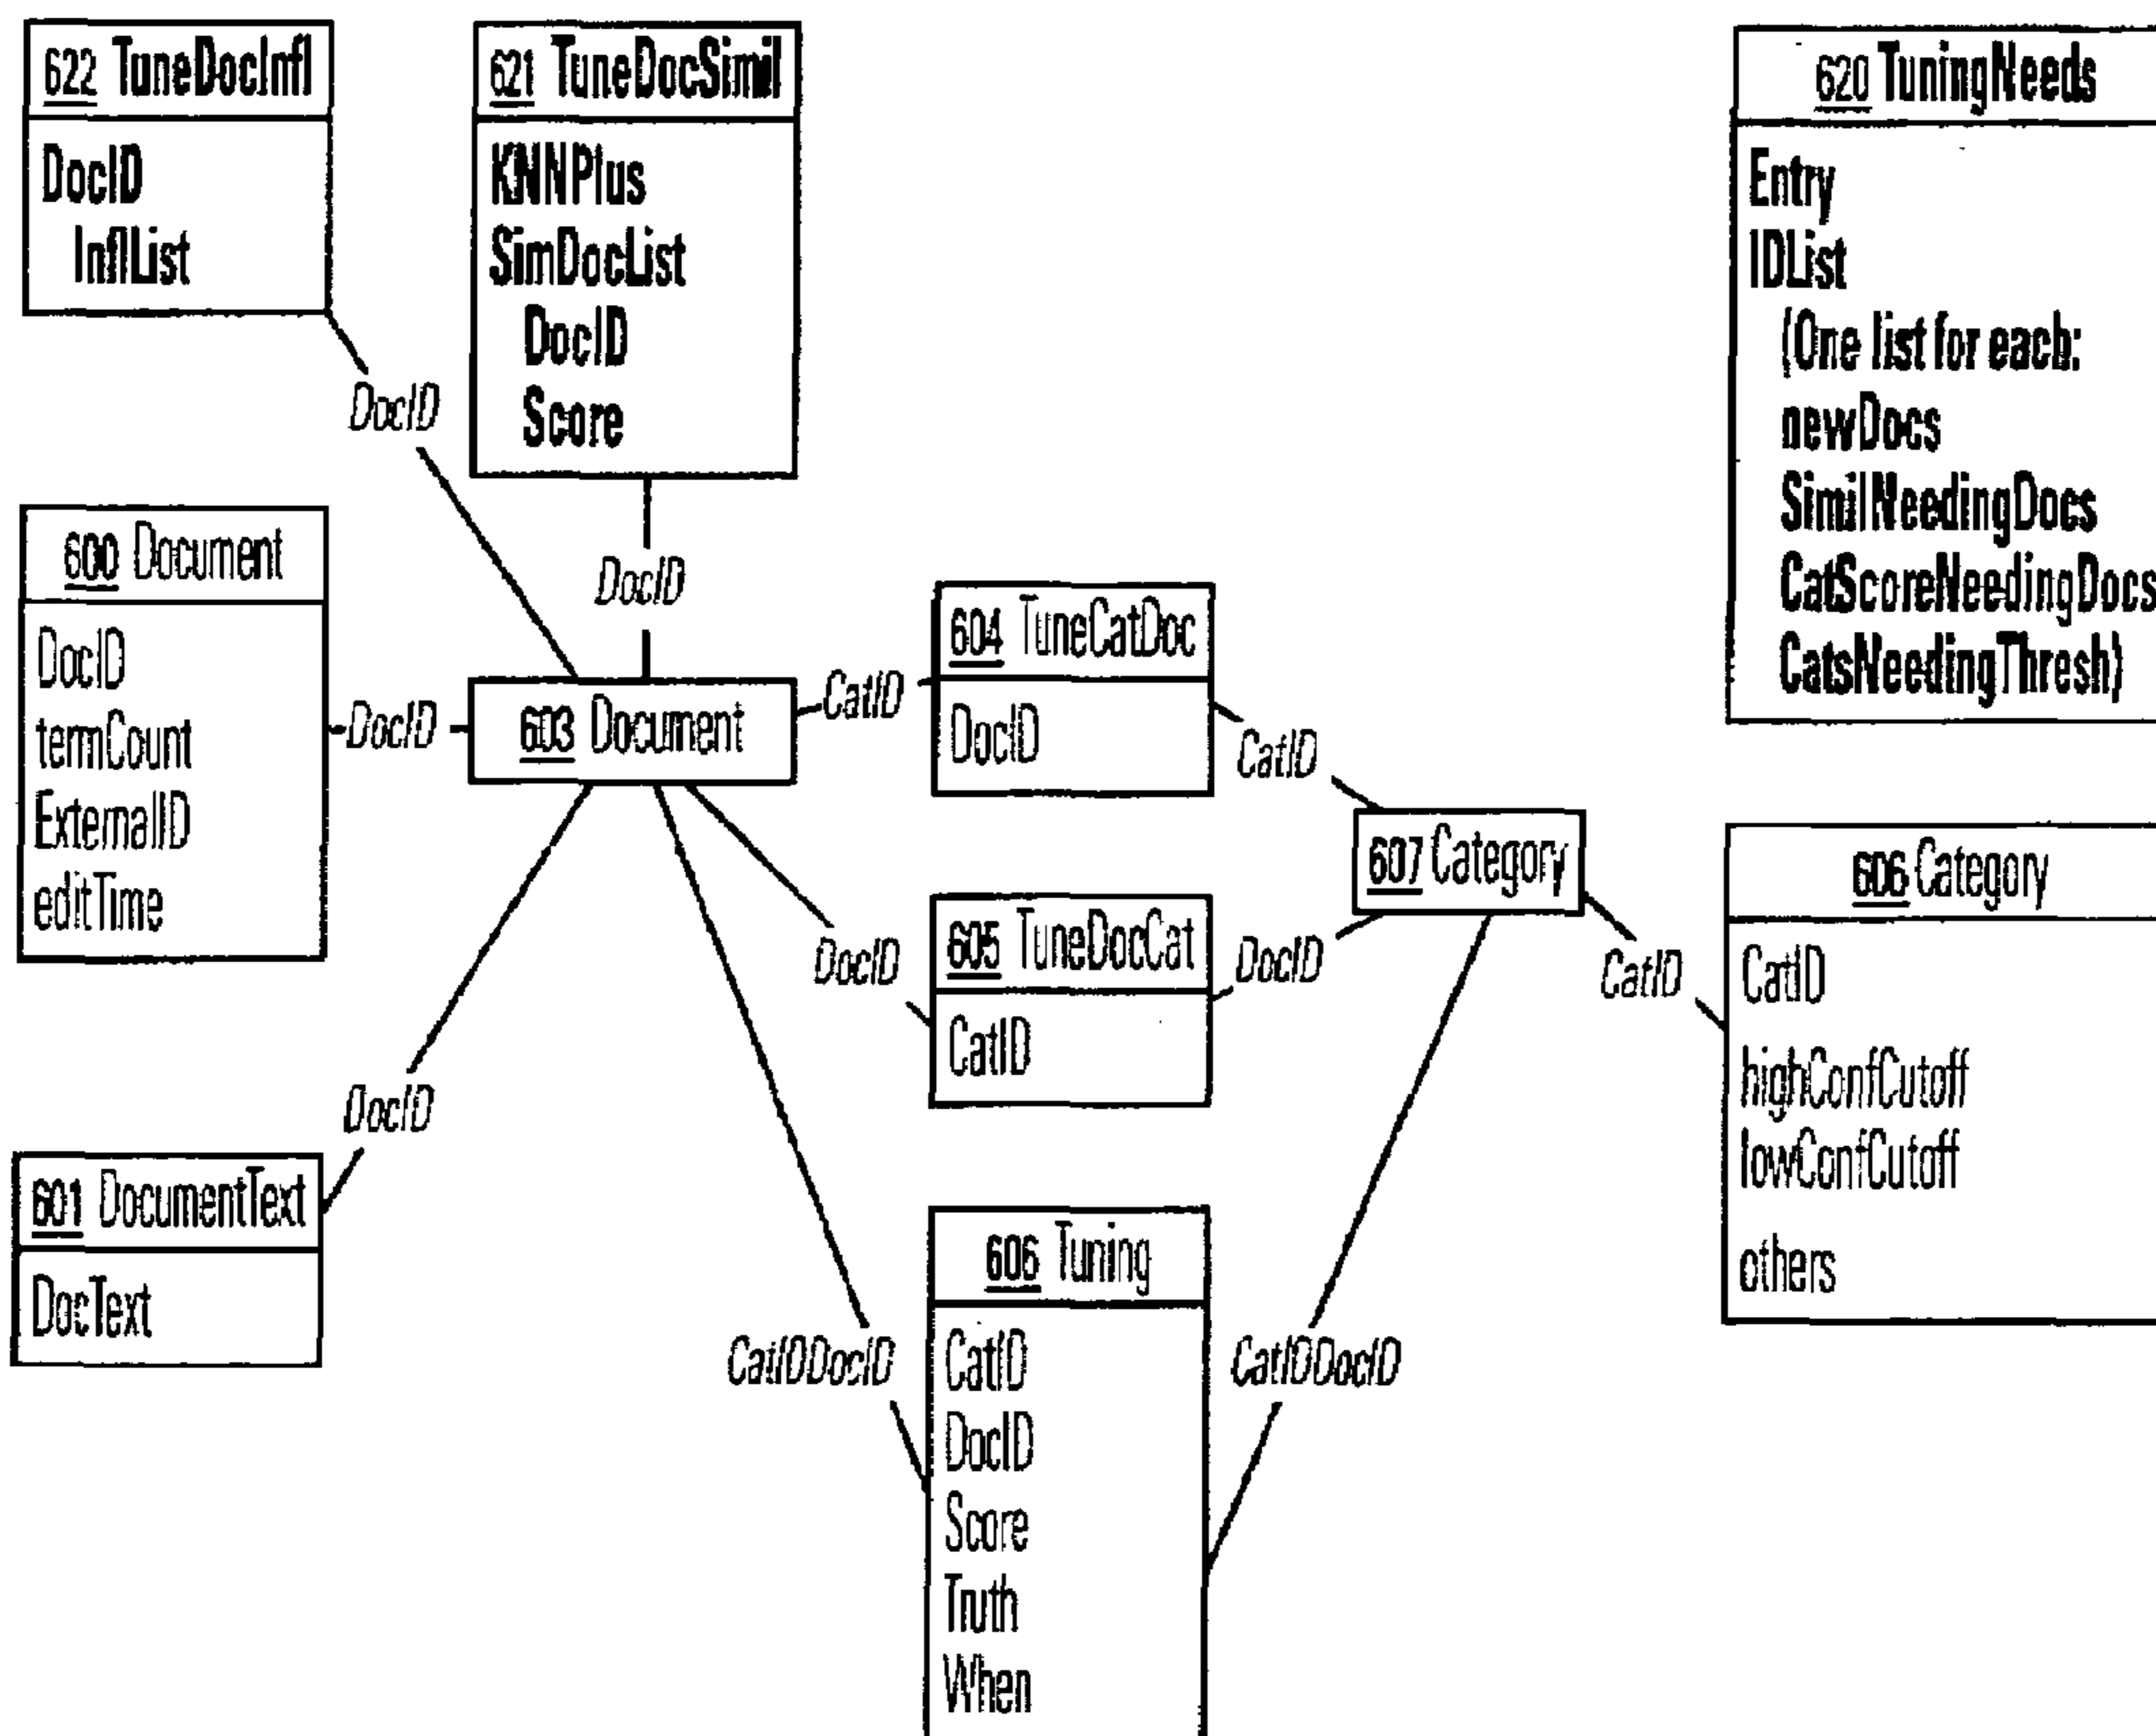 622 TuneDocInfl
DocID
InflList
621 TuneDocSimil
KNNPlus
SimDocList
DocID
Score
620 TuningNeeds
Entry
IDList
(One list for each:
newDocs
SimilNeedingDocs
CatScoreNeedingDocs
CatsNeedingThresh)
DocID
DocID
600 Document
DocID
termCount
ExternalID
editTime
DocID
603 Document
CatID
604 TuneCatDoc
DocID
CatID
607 Category
606 Category
CatID
highConfCutoff
lowConfCutoff
others
CatID
DocID
605 TuneDocCat
CatID
DocID
DocID
601 DocumentText
DocText
606 Tuning
CatID
DocID
Score
Truth
When
CatIDDocID
CatIDDocID